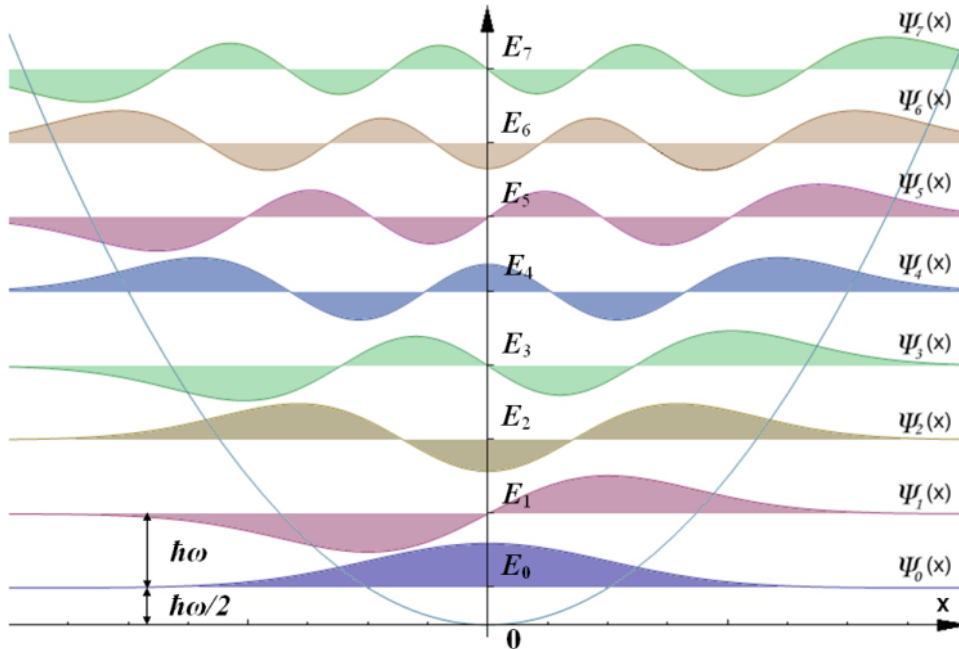 E₇ Ψ₇(x)
E₆ Ψ₆(x)
E₅ Ψ₅(x)
E₄ Ψ₄(x)
E₃ Ψ₃(x)
E₂ Ψ₂(x)
E₁ Ψ₁(x)
ħω
E₀ Ψ₀(x)
ħω/2
x
0